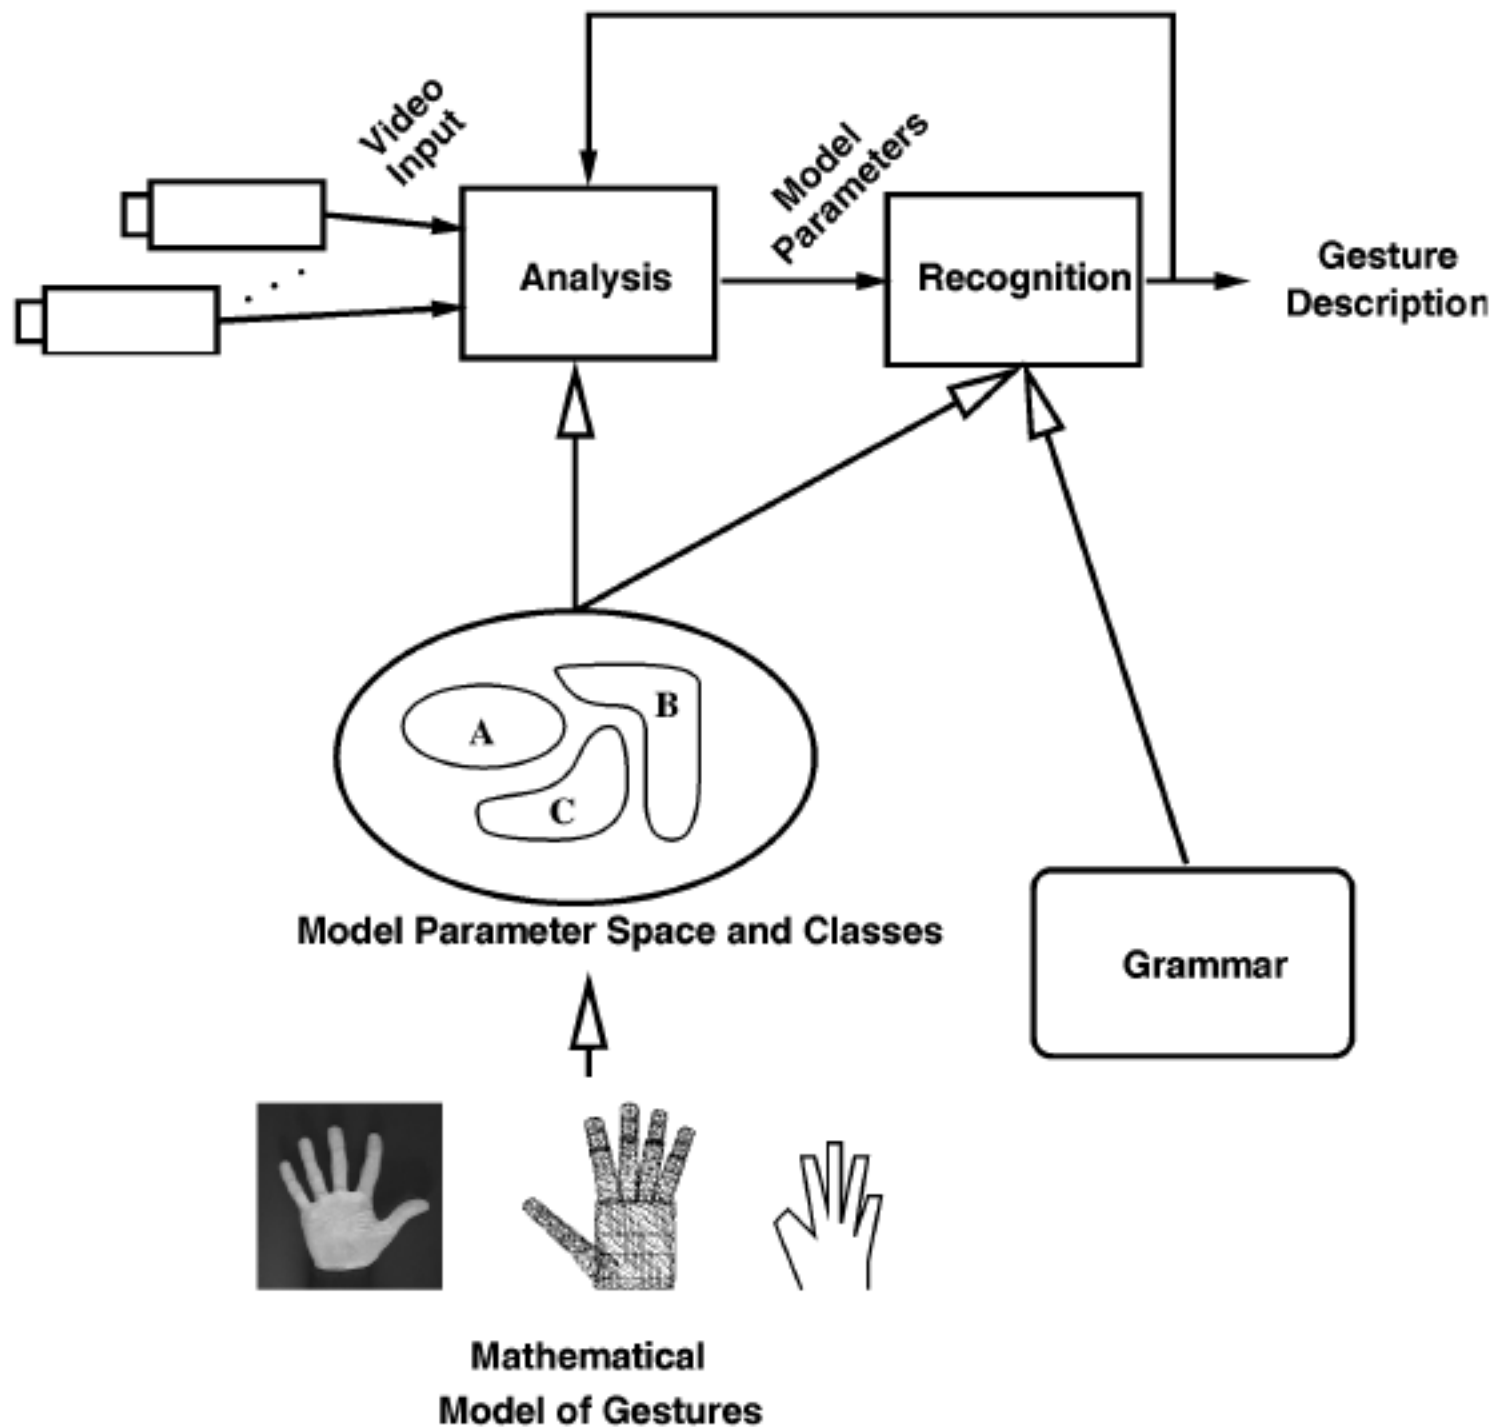 Video
Input
Model
Parameters
Analysis
Recognition
Gesture
Description
A
B
C
Model Parameter Space and Classes
Grammar
Mathematical
Model of Gestures